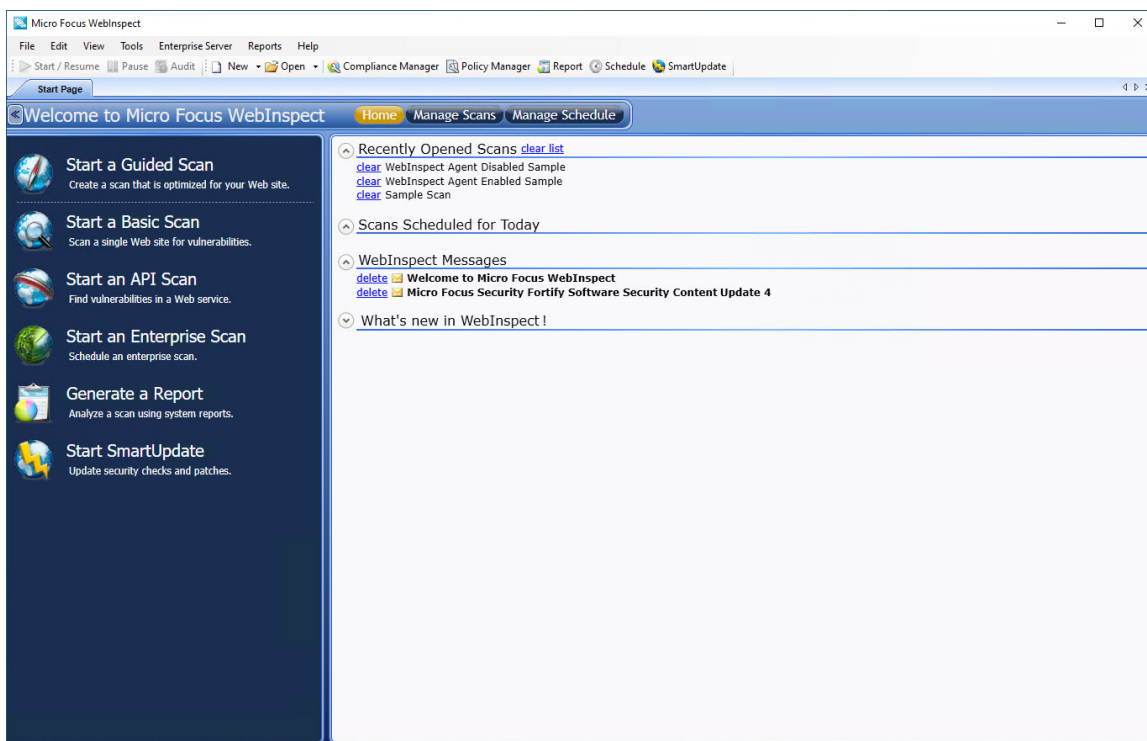 Micro Focus WebInspect
File Edit View Tools Enterprise Server Reports Help
Start / Resume Pause Audit New Open Compliance Manager Policy Manager Report Schedule SmartUpdate
Start Page
Welcome to Micro Focus WebInspect Home Manage Scans Manage Schedule
Start a Guided Scan
Create a scan that is optimized for your Web site.
Start a Basic Scan
Scan a single Web site for vulnerabilities.
Start an API Scan
Find vulnerabilities in a Web service.
Start an Enterprise Scan
Schedule an enterprise scan.
Generate a Report
Analyze a scan using system reports.
Start SmartUpdate
Update security checks and patches.
Recently Opened Scans clear list
clear WebInspect Agent Disabled Sample
clear WebInspect Agent Enabled Sample
clear Sample Scan
Scans Scheduled for Today
WebInspect Messages
delete Welcome to Micro Focus WebInspect
delete Micro Focus Security Fortify Software Security Content Update 4
What's new in WebInspect!